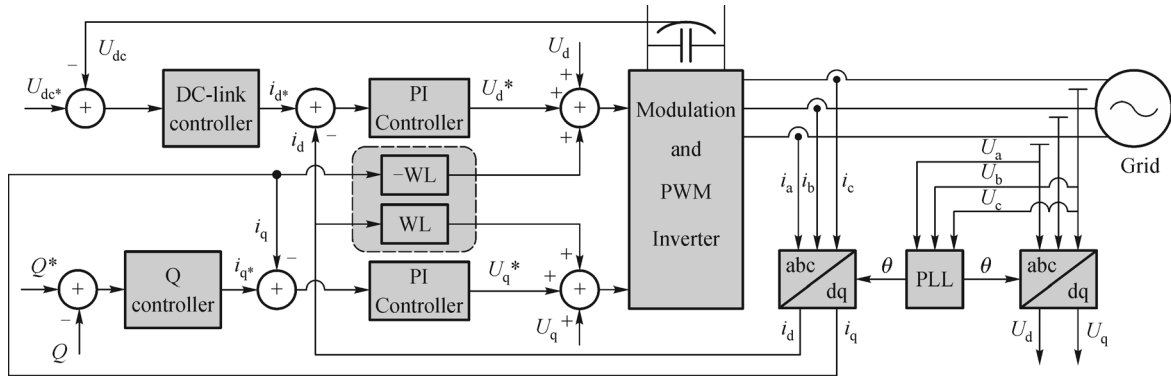 U_dc
U_d
U_dc*
DC-link
controller
i_d*
PI
Controller
U_d*
Modulation
and
PWM
Inverter
Grid
i_d
−WL
WL
i_q
i_a
i_b
i_c
U_a
U_b
U_c
Q*
Q
controller
i_q*
PI
Controller
U_q*
abc
dq
θ
PLL
θ
abc
dq
Q
U_q
i_d
i_q
U_d
U_q